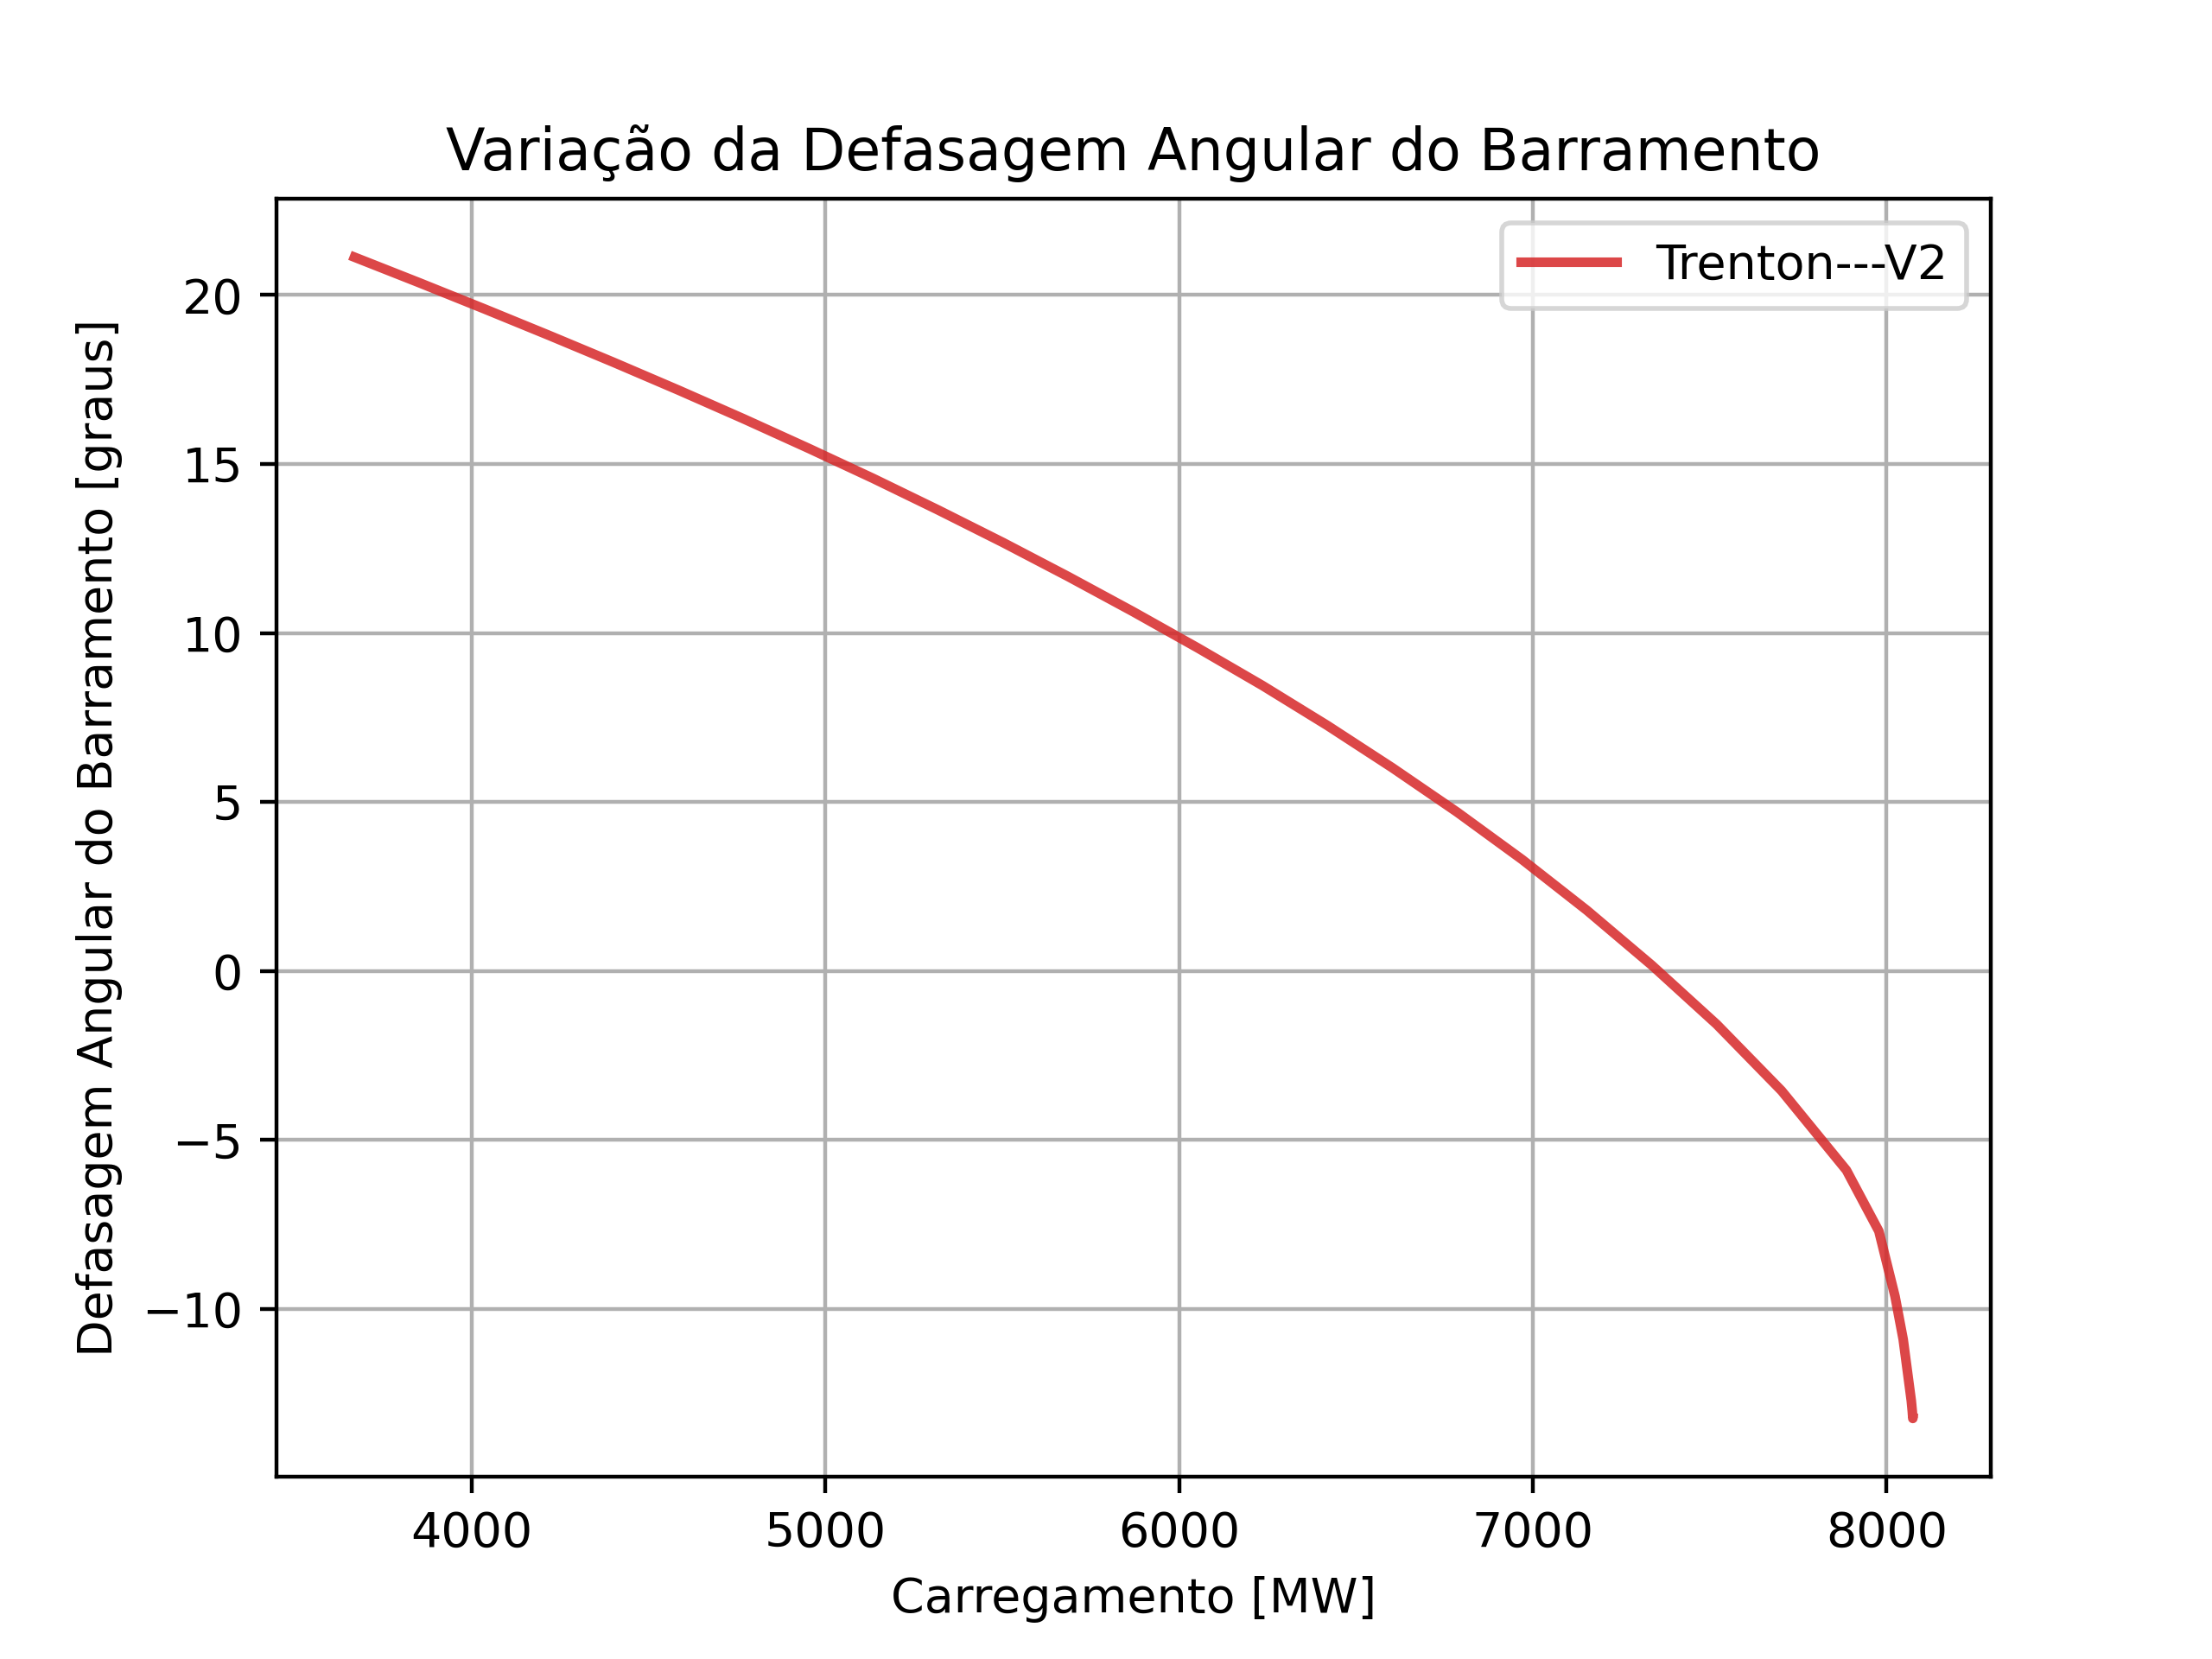 Variação da Defasagem Angular do Barramento
Trenton---V2
Defasagem Angular do Barramento [graus]
20
15
10
5
0
−5
−10
4000 5000 6000 7000 8000
Carregamento [MW]